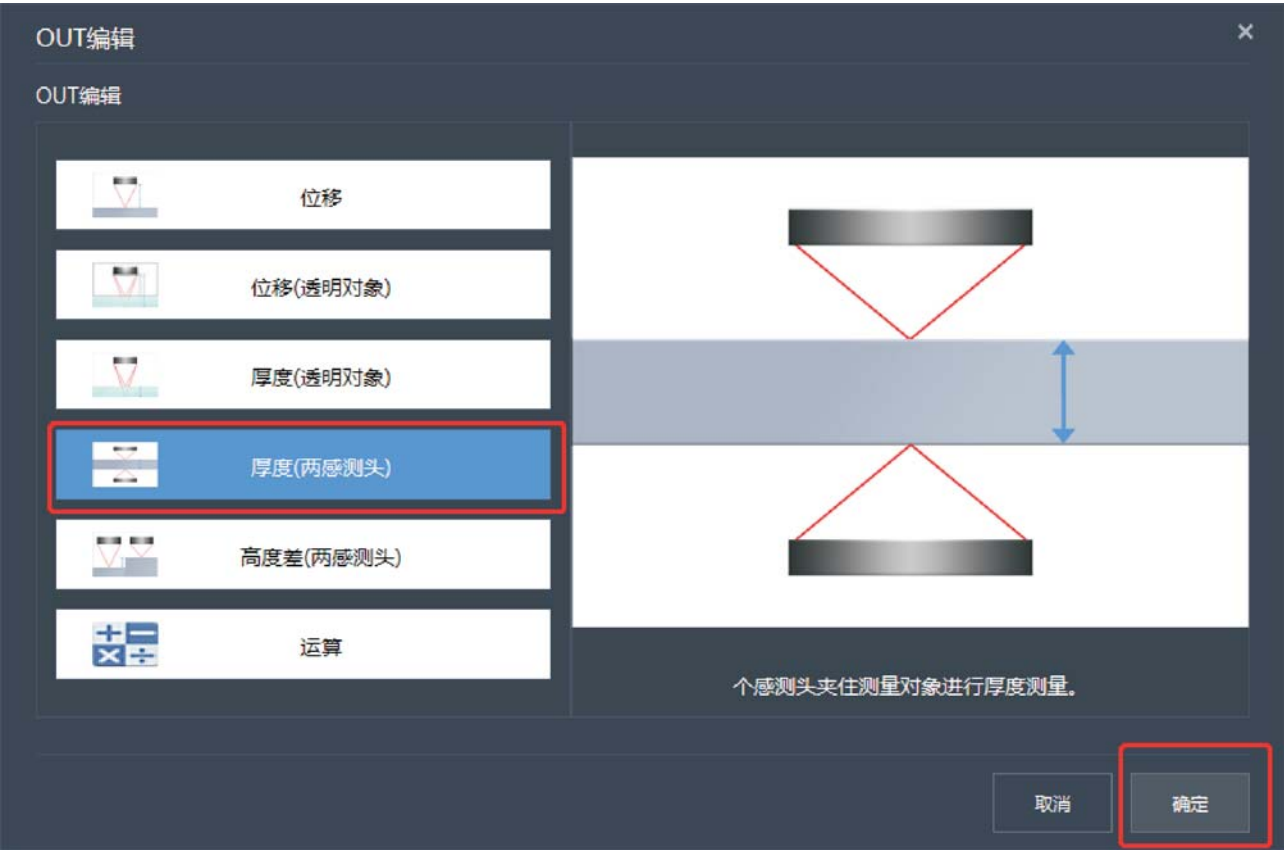 OUT编辑
OUT编辑
位移
位移(透明对象)
厚度(透明对象)
厚度(两感测头)
高度差(两感测头)
运算
个感测头夹住测量对象进行厚度测量。
取消
确定